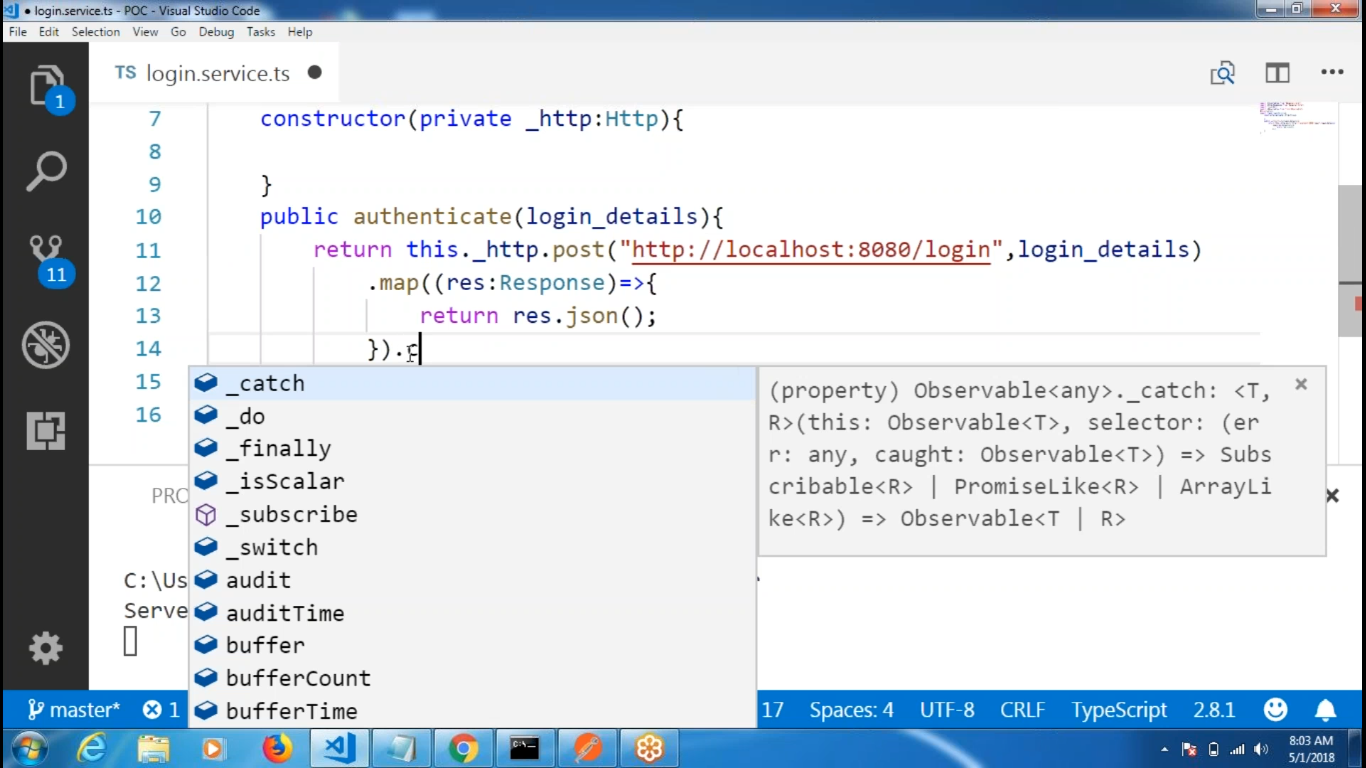 ● login.service.ts - POC - Visual Studio Code
File Edit Selection View Go Debug Tasks Help
TS login.service.ts ●
1
11
7 constructor(private _http:Http){
8
9 }
10 public authenticate(login_details){
11 return this._http.post("http://localhost:8080/login",login_details)
12 .map((res:Response)=>{
13 return res.json();
14 }).c
15
16
_catch
_do
_finally
_isScalar
_subscribe
_switch
audit
auditTime
buffer
bufferCount
bufferTime
(property) Observable<any>._catch: <T,
R>(this: Observable<T>, selector: (er
r: any, caught: Observable<T>) => Subs
cribable<R> | PromiseLike<R> | ArrayLi
ke<R>) => Observable<T | R>
PRO
C:\Us
Serve
master* 1 17 Spaces: 4 UTF-8 CRLF TypeScript 2.8.1
C:\
8:03 AM
5/1/2018